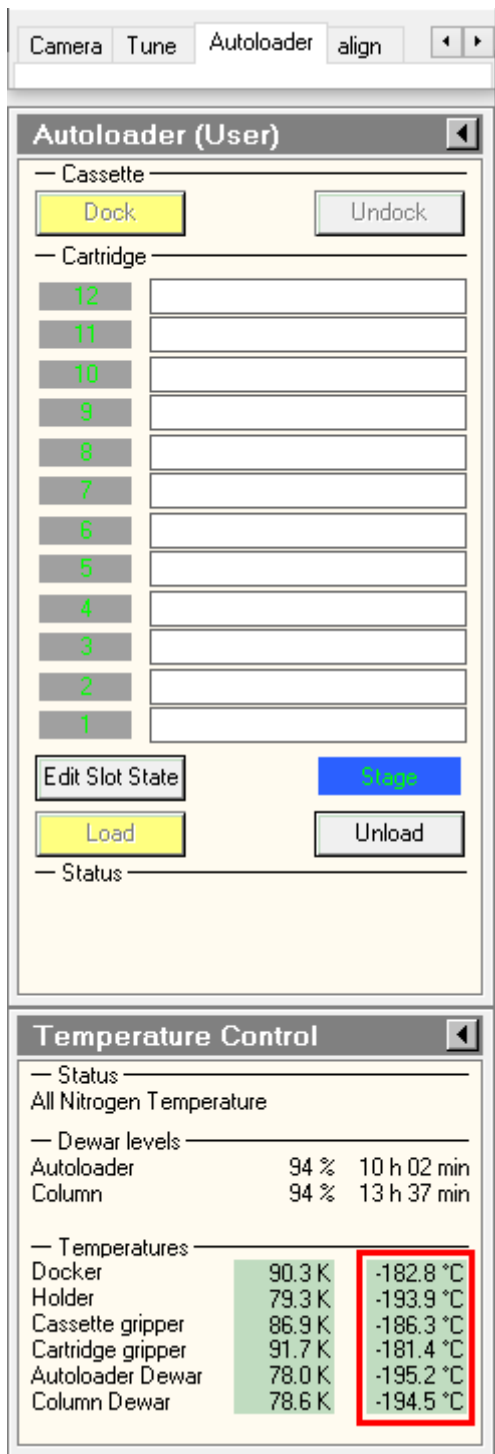 Camera Tune Autoloader align
Autoloader (User)
Cassette
Dock Undock
Cartridge
12
11
10
9
8
7
6
5
4
3
2
1
Edit Slot State Stage
Load Unload
Status
Temperature Control
Status
All Nitrogen Temperature
Dewar levels
Autoloader 94 % 10 h 02 min
Column 94 % 13 h 37 min
Temperatures
Docker 90.3 K -182.8 °C
Holder 79.3 K -193.9 °C
Cassette gripper 86.9 K -186.3 °C
Cartridge gripper 91.7 K -181.4 °C
Autoloader Dewar 78.0 K -195.2 °C
Column Dewar 78.6 K -194.5 °C